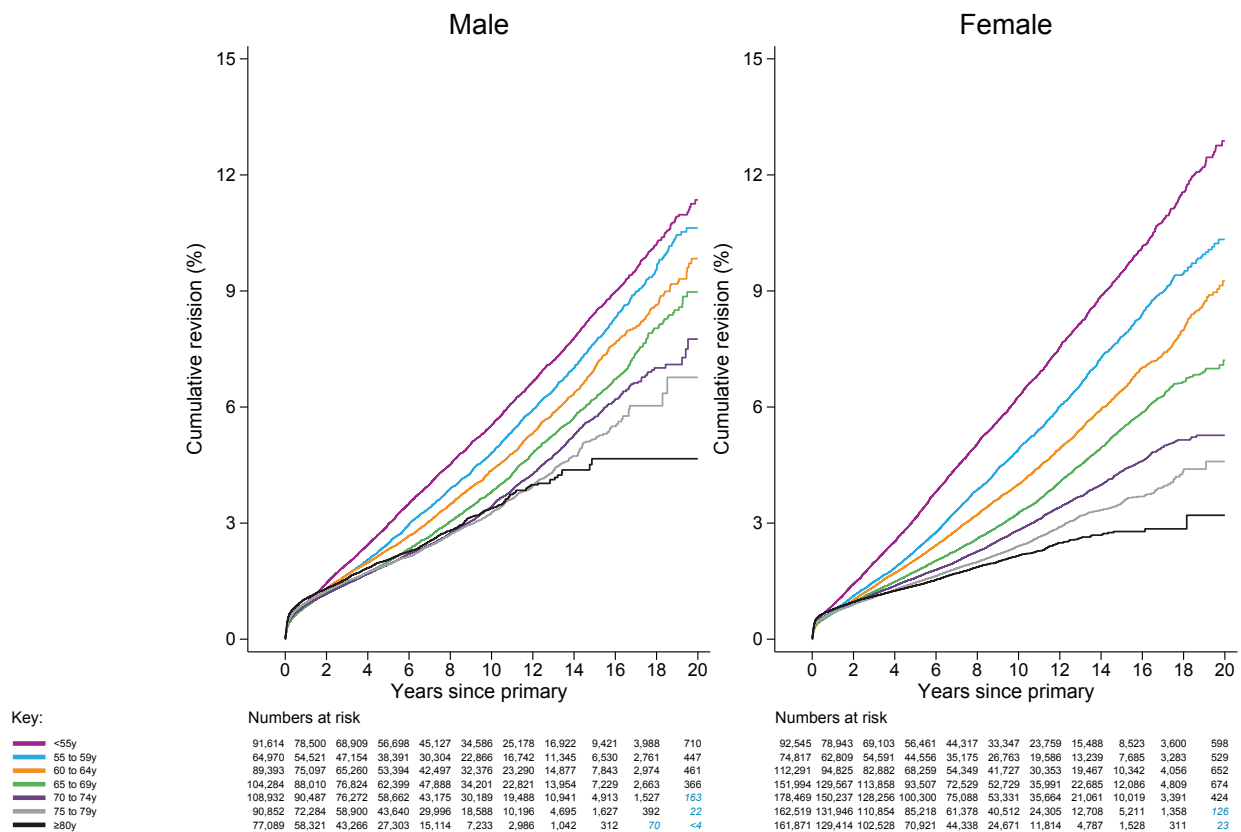 Male
Female
Cumulative revision (%)
15
12
9
6
3
0
0 2 4 6 8 10 12 14 16 18 20
Years since primary
Cumulative revision (%)
15
12
9
6
3
0
0 2 4 6 8 10 12 14 16 18 20
Years since primary
Key:
<55y
55 to 59y
60 to 64y
65 to 69y
70 to 74y
75 to 79y
≥80y
Numbers at risk
91,614 78,500 68,909 56,698 45,127 34,586 25,178 16,922 9,421 3,988 710
64,970 54,521 47,154 38,391 30,304 22,866 16,742 11,345 6,530 2,761 447
89,393 75,097 65,260 53,394 42,497 32,376 23,290 14,877 7,843 2,974 461
104,284 88,010 76,824 62,399 47,888 34,201 22,821 13,954 7,229 2,663 366
108,932 90,487 76,272 58,662 43,175 30,189 19,488 10,941 4,913 1,527 163
90,852 72,284 58,900 43,640 29,996 18,588 10,196 4,695 1,627 392 22
77,089 58,321 43,266 27,303 15,114 7,233 2,986 1,042 312 70 <4
Numbers at risk
92,545 78,943 69,103 56,461 44,317 33,347 23,759 15,488 8,523 3,600 598
74,817 62,809 54,591 44,556 35,175 26,763 19,586 13,239 7,685 3,283 529
112,291 94,825 82,882 68,259 54,349 41,727 30,353 19,467 10,342 4,056 652
151,994 129,567 113,858 93,507 72,529 52,729 35,991 22,685 12,086 4,809 674
178,469 150,237 128,256 100,300 75,088 53,331 35,664 21,061 10,019 3,391 424
162,519 131,946 110,854 85,218 61,378 40,512 24,305 12,708 5,211 1,358 126
161,871 129,414 102,528 70,921 44,338 24,671 11,814 4,787 1,528 311 23